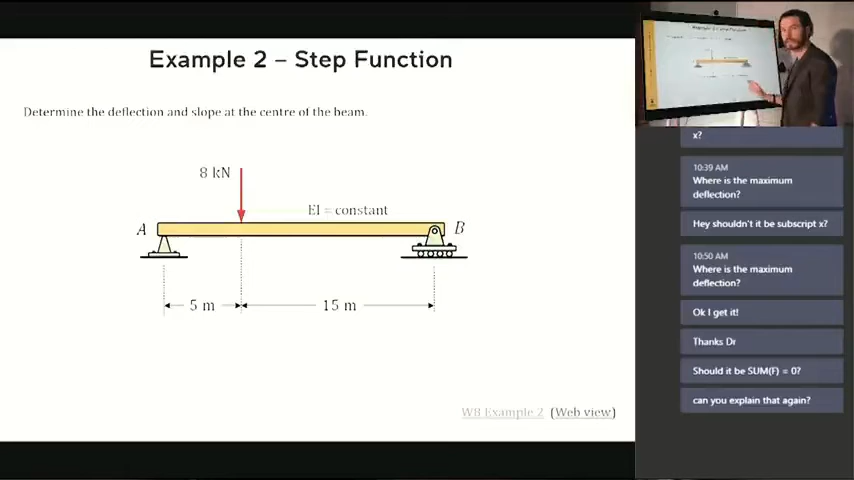 Example 2 – Step Function
Determine the deflection and slope at the centre of the beam.
8 kN
EI = constant
A
B
5 m
15 m
W8 Example 2 (Web view)
x?
10:39 AM
Where is the maximum
deflection?
Hey shouldn't it be subscript x?
10:50 AM
Where is the maximum
deflection?
Ok I get it!
Thanks Dr
Should it be SUM(F) = 0?
can you explain that again?